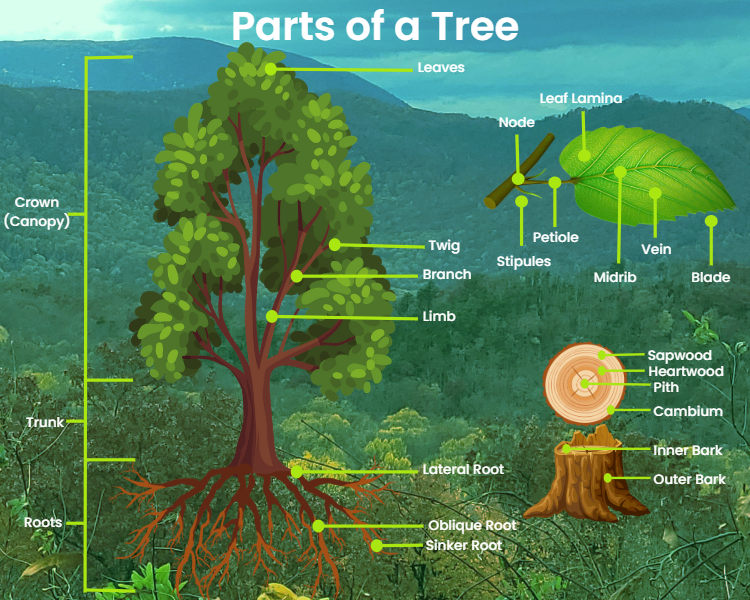 Parts of a Tree
Leaves
Leaf Lamina
Node
Crown
(Canopy)
Petiole
Twig
Vein
Stipules
Branch
Midrib
Blade
Limb
Sapwood
Heartwood
Pith
Cambium
Trunk
Inner Bark
Lateral Root
Outer Bark
Roots
Oblique Root
Sinker Root